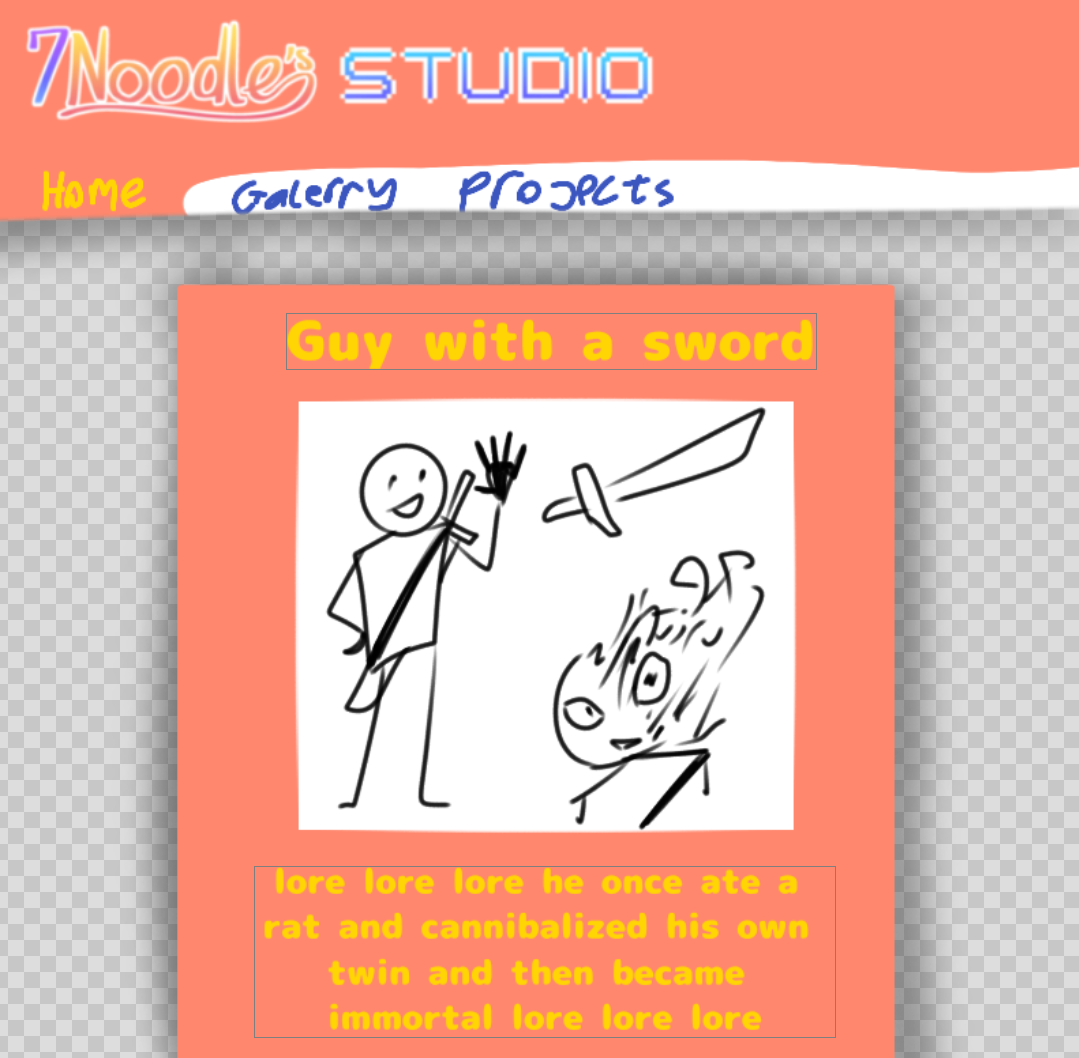 7Noodle's STUDIO
Home Galerry Projects
Guy with a sword
lore lore lore he once ate a
rat and cannibalized his own
twin and then became
immortal lore lore lore